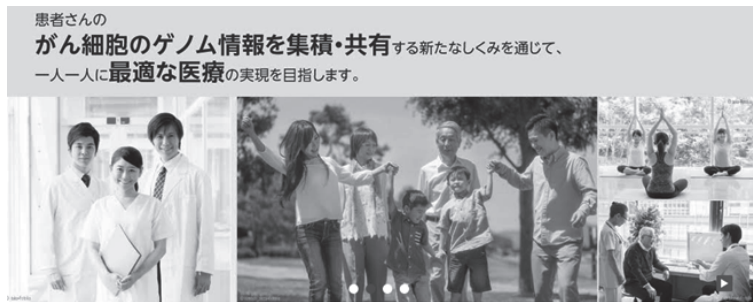 患者さんの
がん細胞のゲノム情報を集積・共有する新たなしくみを通じて、
一人一人に最適な医療の実現を目指します。